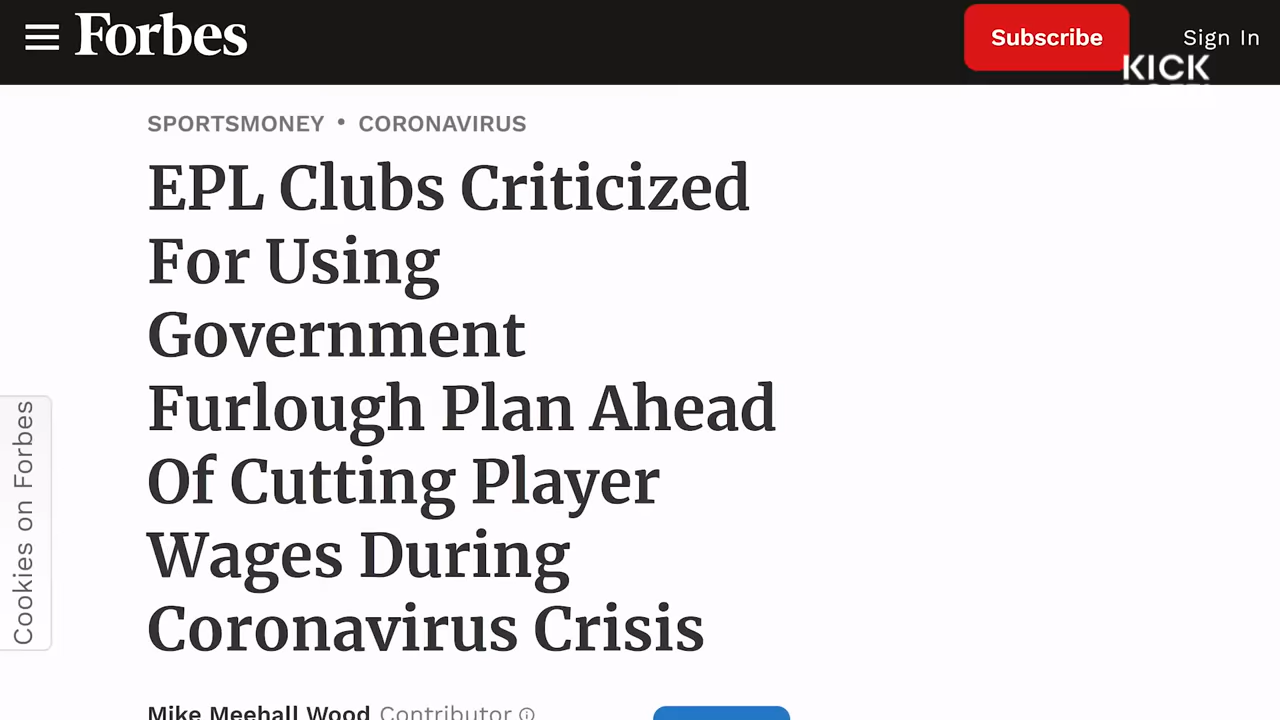 Forbes
Subscribe
Sign In
KICK
SPORTSMONEY • CORONAVIRUS
EPL Clubs Criticized
For Using
Government
Furlough Plan Ahead
Of Cutting Player
Wages During
Coronavirus Crisis
Cookies on Forbes
Mike Meehall Wood Contributor